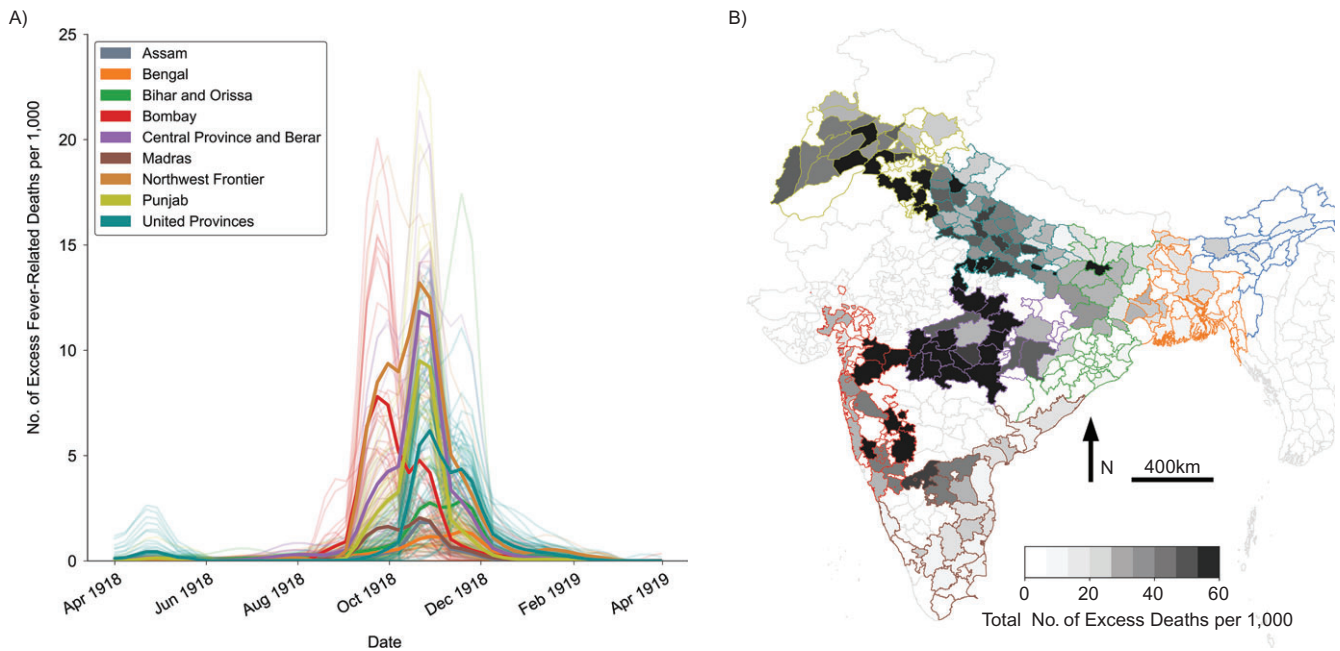 A)
No. of Excess Fever-Related Deaths per 1,000
25
20
15
10
5
0
Assam
Bengal
Bihar and Orissa
Bombay
Central Province and Berar
Madras
Northwest Frontier
Punjab
United Provinces
Apr 1918
Jun 1918
Aug 1918
Oct 1918
Dec 1918
Feb 1919
Apr 1919
Date
B)
N
400km
0
20
40
60
Total No. of Excess Deaths per 1,000